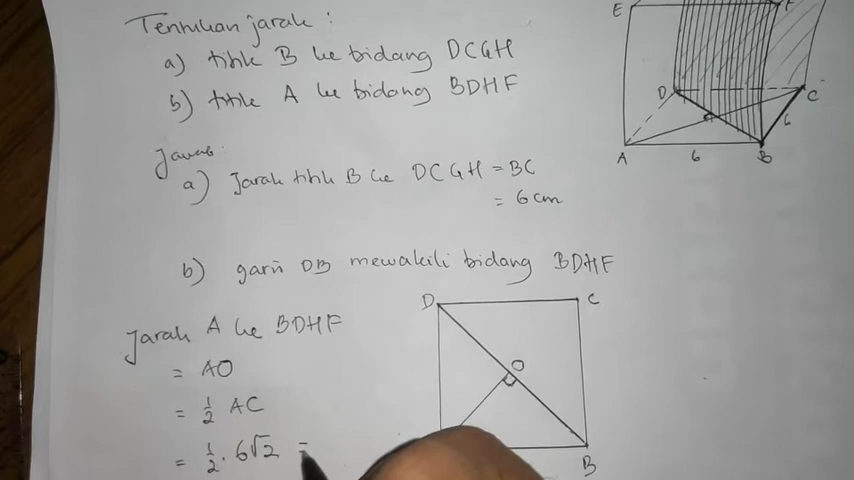 Tentukan jarak :
a) titik B ke bidang DCGH
b) titik A ke bidang BDHF
Jawab:
a) Jarak titik B ke DCGH = BC
= 6 cm
b) garis DB mewakili bidang BDHF
Jarak A ke BDHF
= AO
= 1/2 AC
= 1/2 . 6√2 =
E
D
C
6
A
6
B
D
C
O
B